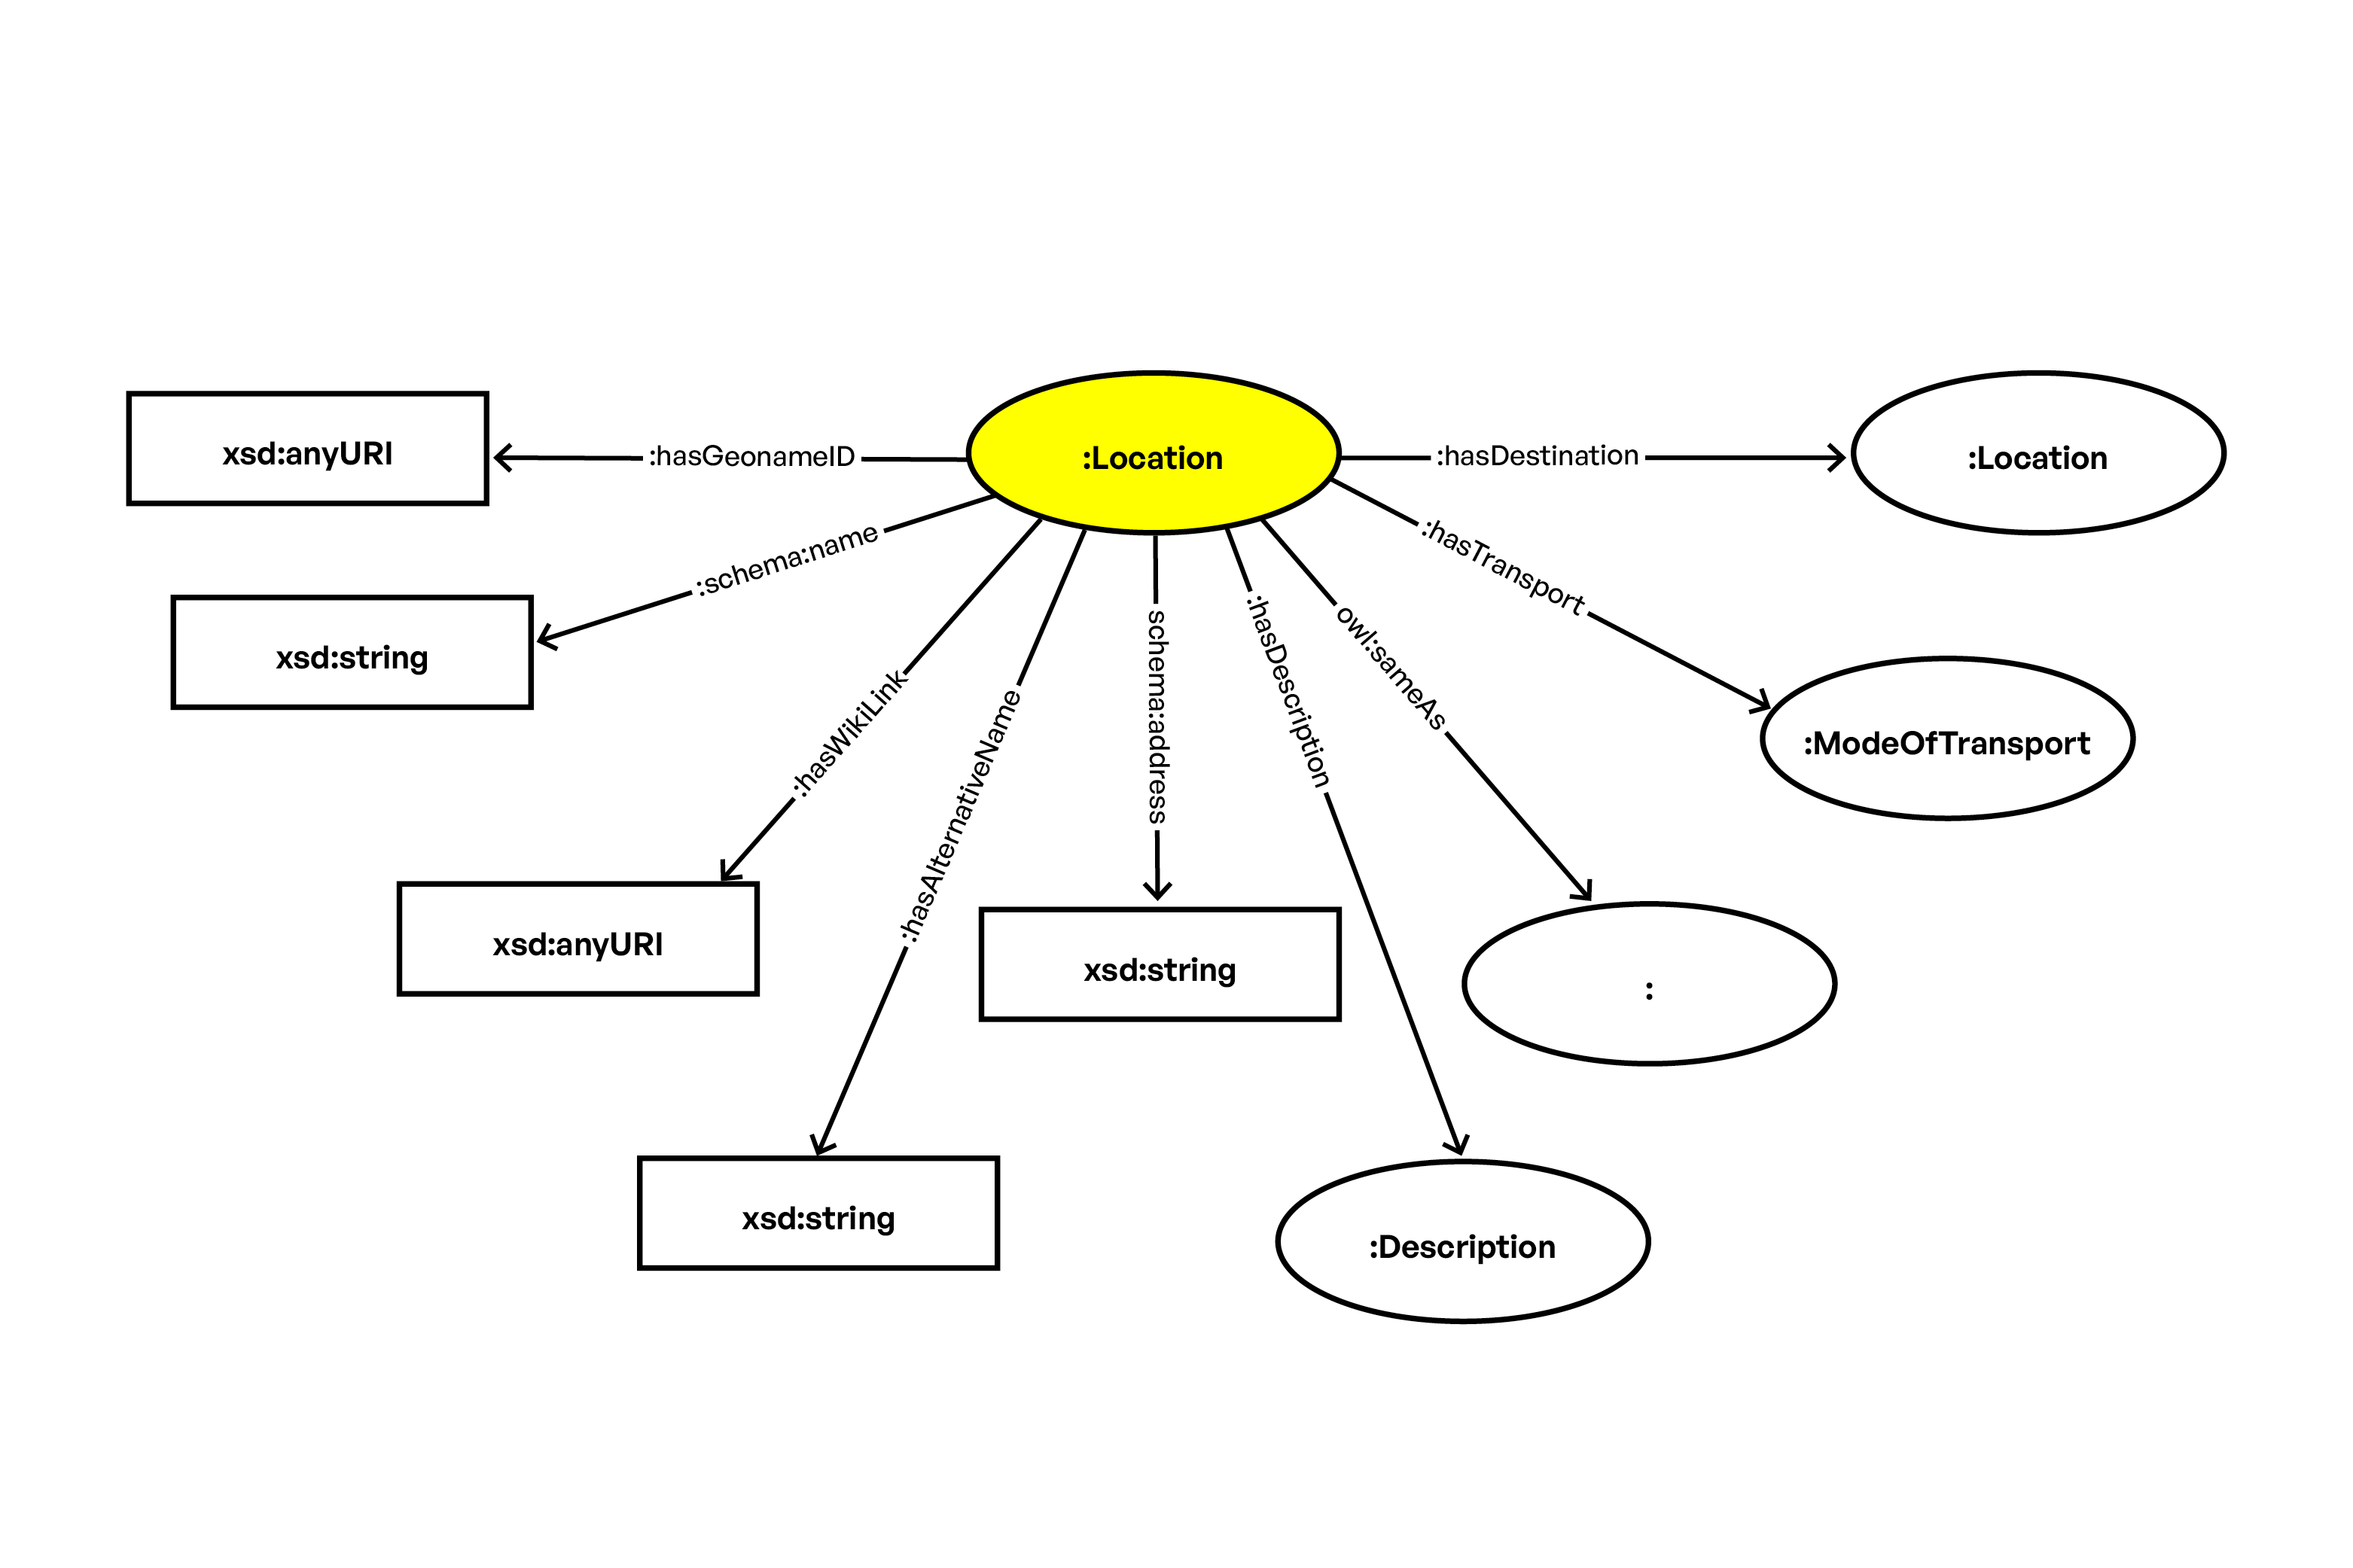 xsd:anyURI
:hasGeonameID
:Location
:hasDestination
:Location
:schema:name
xsd:string
:hasWikiLink
xsd:anyURI
:hasAlternativeName
xsd:string
schema:address
xsd:string
:hasDescription
:Description
owl:sameAs
:
:hasTransport
:ModeOfTransport